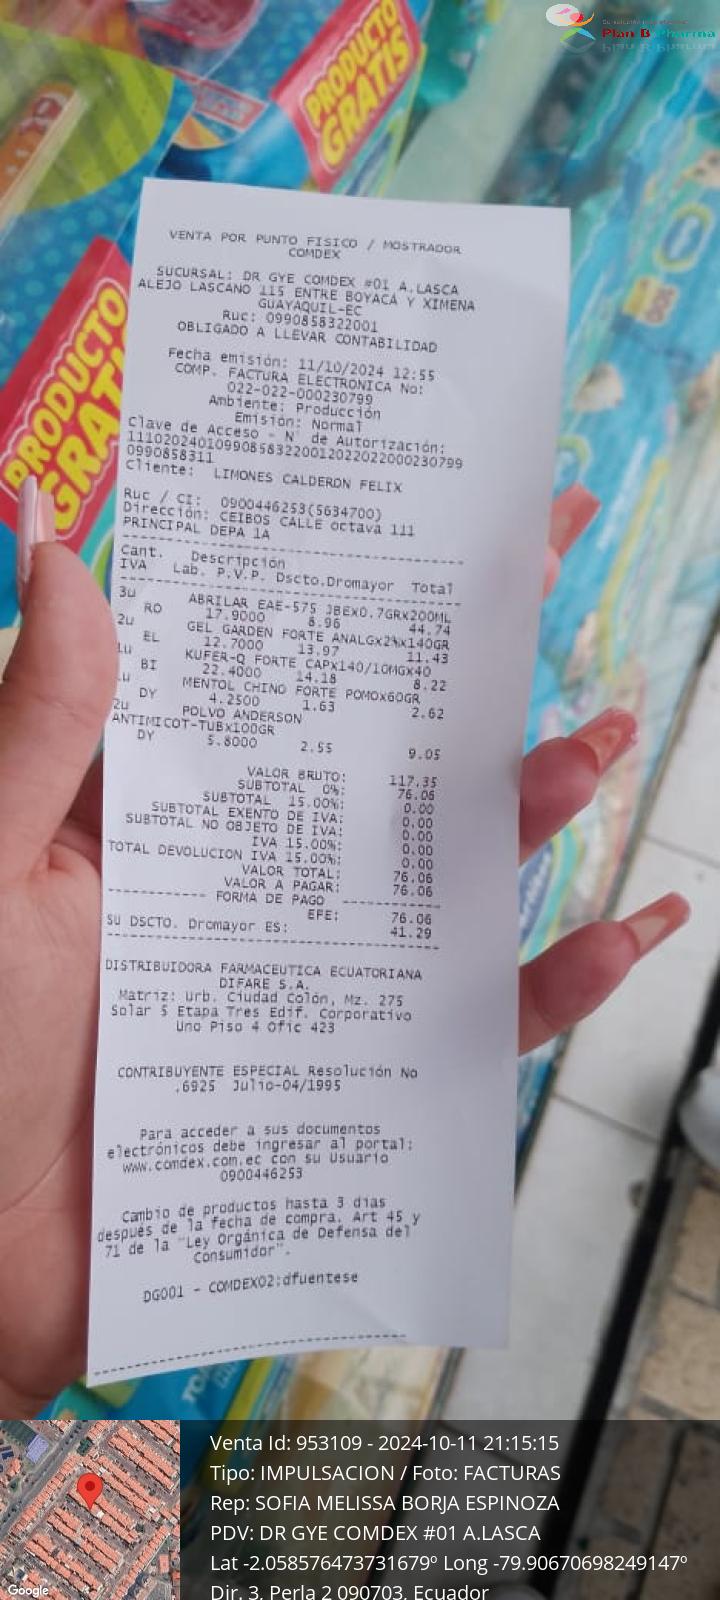 Plan B Pharma
PRODUCTO
GRATIS
PRODUCTO
VENTA POR PUNTO FISICO / MOSTRADOR
COMDEX
SUCURSAL: DR GYE COMDEX #01 A.LASCA
ALEJO LASCANO 115 ENTRE BOYACA Y XIMENA
GUAYAQUIL-EC
Ruc: 0990858322001
OBLIGADO A LLEVAR CONTABILIDAD
Fecha emisión: 11/10/2024 12:55
COMP. FACTURA ELECTRONICA No:
022-022-000230799
Ambiente: Producción
Emisión: Normal
Clave de Acceso - N° de Autorización:
111020240109908583220012022022000230799
0990858311
Cliente: LIMONES CALDERON FELIX
Ruc / CI: 0900446253(5634700)
Dirección: CEIBOS CALLE octava 111
PRINCIPAL DEPA 1A
Cant. Descripción
IVA Lab. P.V.P. Dscto.Dromayor Total
3u ABRILAR EAE-575 JBEX0.7GRX200ML
RO 17.9000 8.96 44.74
2u GEL GARDEN FORTE ANALGX2%X140GR
EL 12.7000 13.97 11.43
1u KUFER-Q FORTE CAPX140/10MGX40
BI 22.4000 14.18 8.22
1u MENTOL CHINO FORTE POMOX60GR
DY 4.2500 1.63 2.62
2u POLVO ANDERSON
ANTIMICOT-TUBX100GR
DY 5.8000 2.55 9.05
VALOR BRUTO: 117.35
SUBTOTAL 0%: 76.06
SUBTOTAL 15.00%: 0.00
SUBTOTAL EXENTO DE IVA: 0.00
SUBTOTAL NO OBJETO DE IVA: 0.00
IVA 15.00%: 0.00
TOTAL DEVOLUCION IVA 15.00%: 0.00
VALOR TOTAL: 76.06
VALOR A PAGAR: 76.06
FORMA DE PAGO
EFE: 76.06
SU DSCTO. Dromayor ES: 41.29
DISTRIBUIDORA FARMACEUTICA ECUATORIANA
DIFARE S.A.
Matriz: Urb. Ciudad Colón, Mz. 275
Solar 5 Etapa Tres Edif. Corporativo
Uno Piso 4 Ofic 423
CONTRIBUYENTE ESPECIAL Resolución No
.6925 Julio-04/1995
Para acceder a sus documentos
electrónicos debe ingresar al portal:
www.comdex.com.ec con su Usuario
0900446253
Cambio de productos hasta 3 días
después de la fecha de compra. Art 45 y
71 de la "Ley Orgánica de Defensa del
Consumidor".
DG001 - COMDEX02:dfuentese
Venta Id: 953109 - 2024-10-11 21:15:15
Tipo: IMPULSACION / Foto: FACTURAS
Rep: SOFIA MELISSA BORJA ESPINOZA
PDV: DR GYE COMDEX #01 A.LASCA
Lat -2.058576473731679º Long -79.90670698249147º
Dir. 3, Perla 2 090703, Ecuador
Google